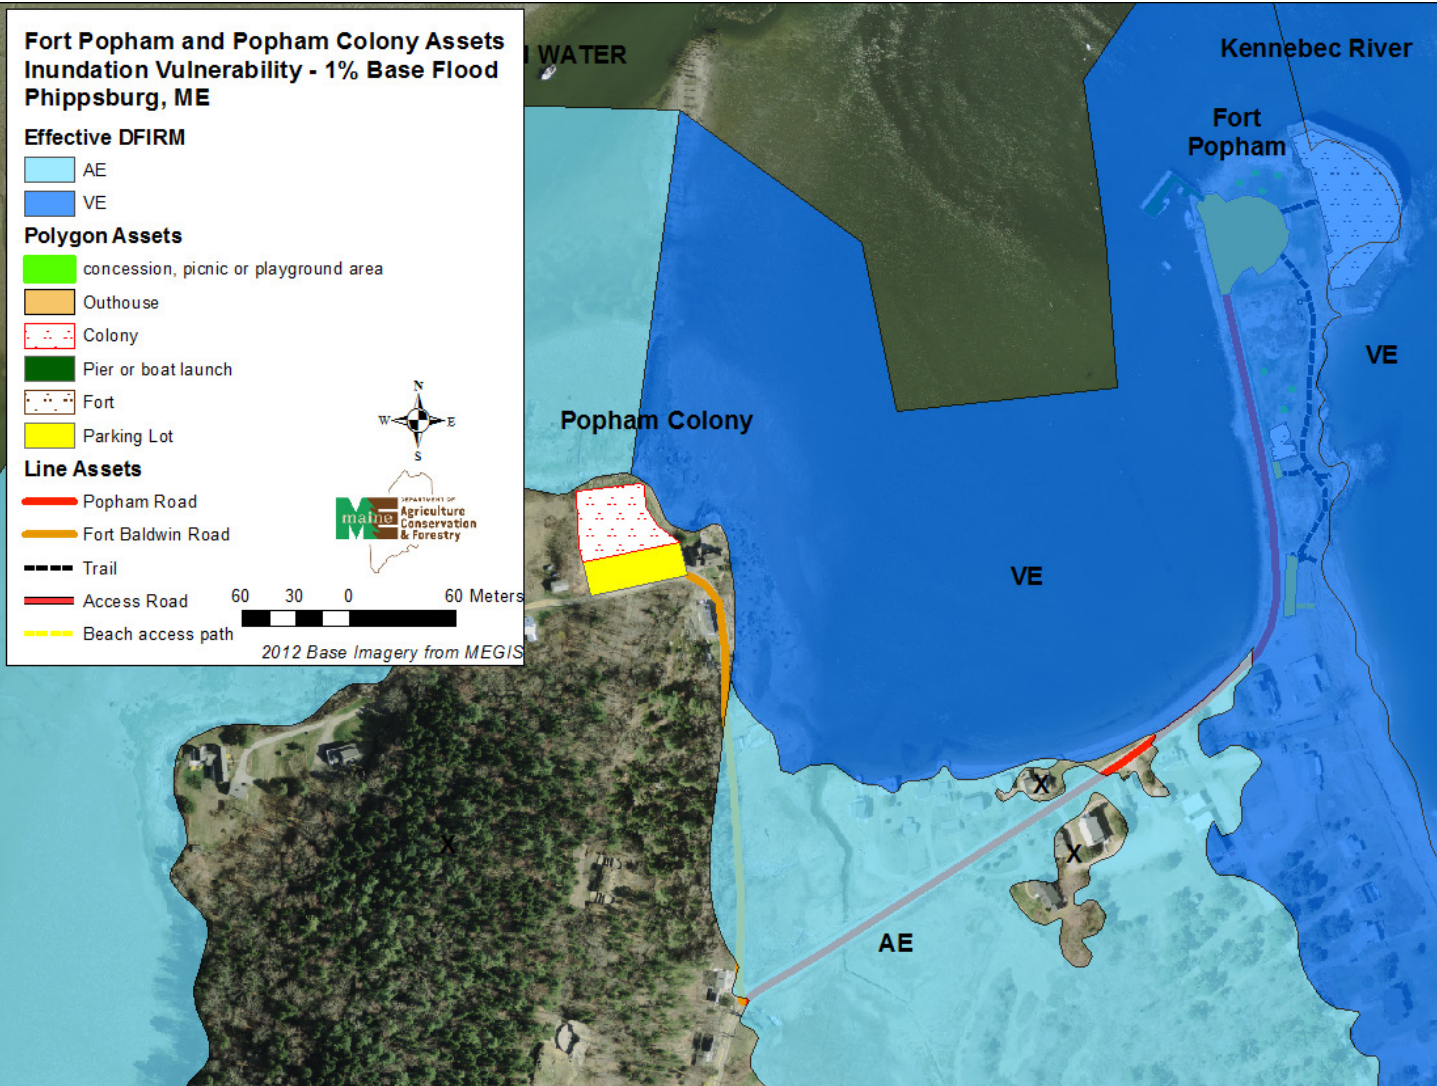 Fort Popham and Popham Colony Assets
Inundation Vulnerability - 1% Base Flood
Phippsburg, ME
Effective DFIRM
AE
VE
Polygon Assets
concession, picnic or playground area
Outhouse
Colony
Pier or boat launch
Fort
Parking Lot
Line Assets
Popham Road
Fort Baldwin Road
Trail
Access Road
Beach access path
N
W E
S
DEPARTMENT OF
maine Agriculture
Conservation
& Forestry
60 30 0 60 Meters
2012 Base Imagery from MEGIS
WATER
Kennebec River
Fort
Popham
VE
Popham Colony
VE
X
X
X
AE